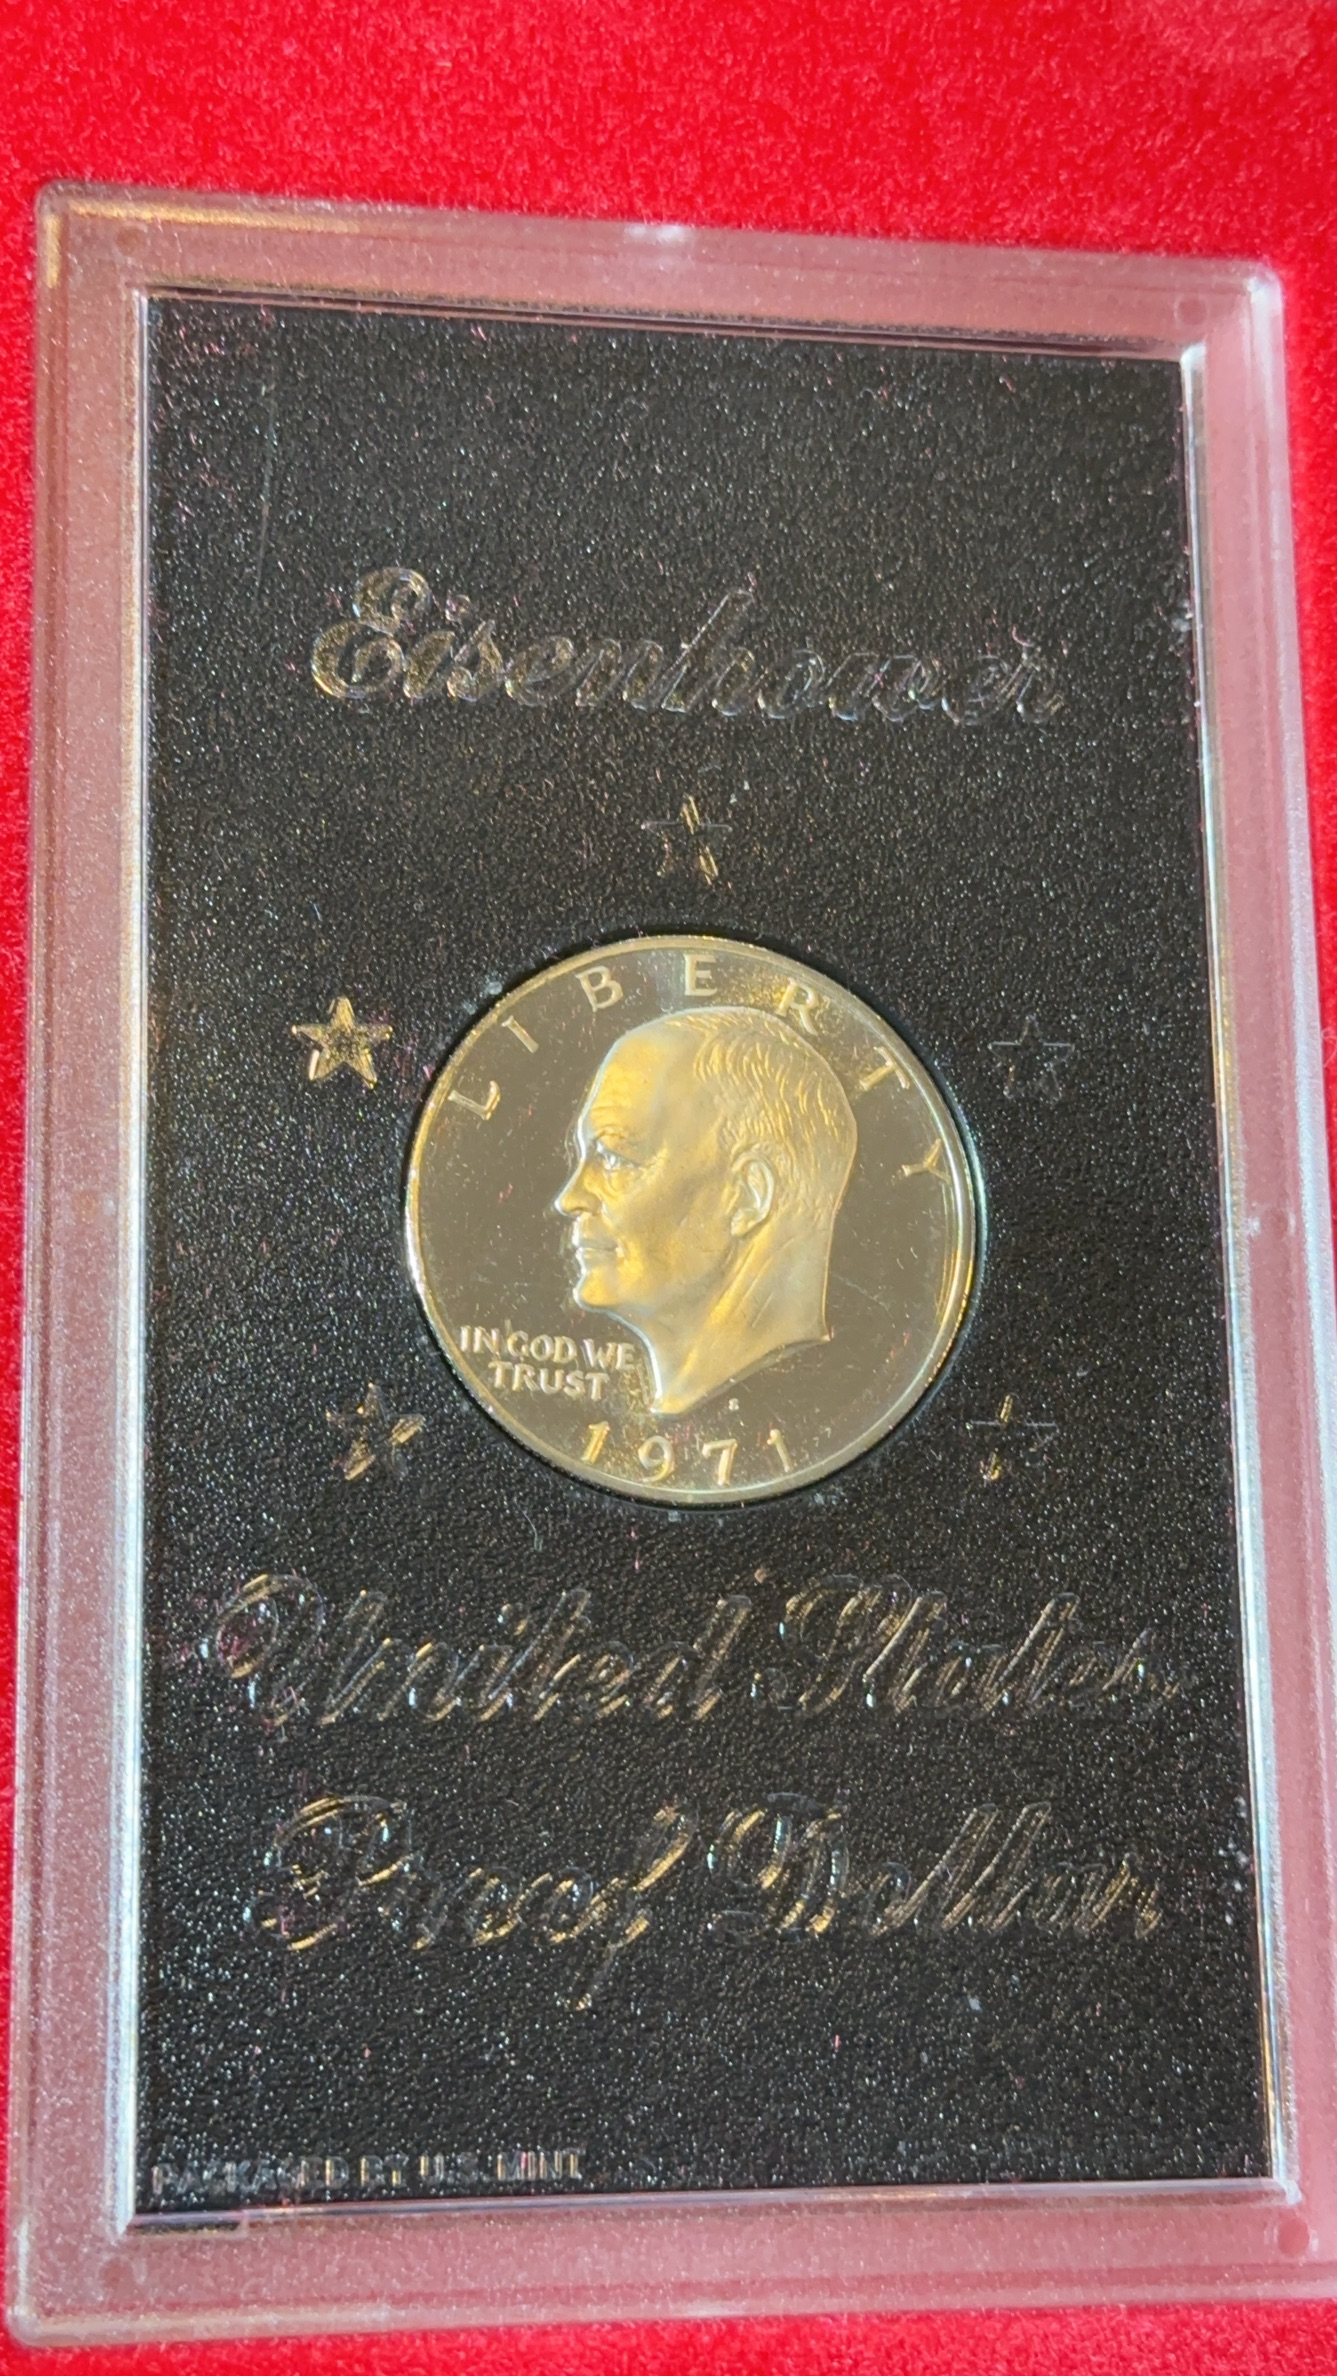 Eisenhower
LIBERTY
IN GOD WE
TRUST
S
1971
United States
Proof Dollar
PACKAGED BY U.S. MINT